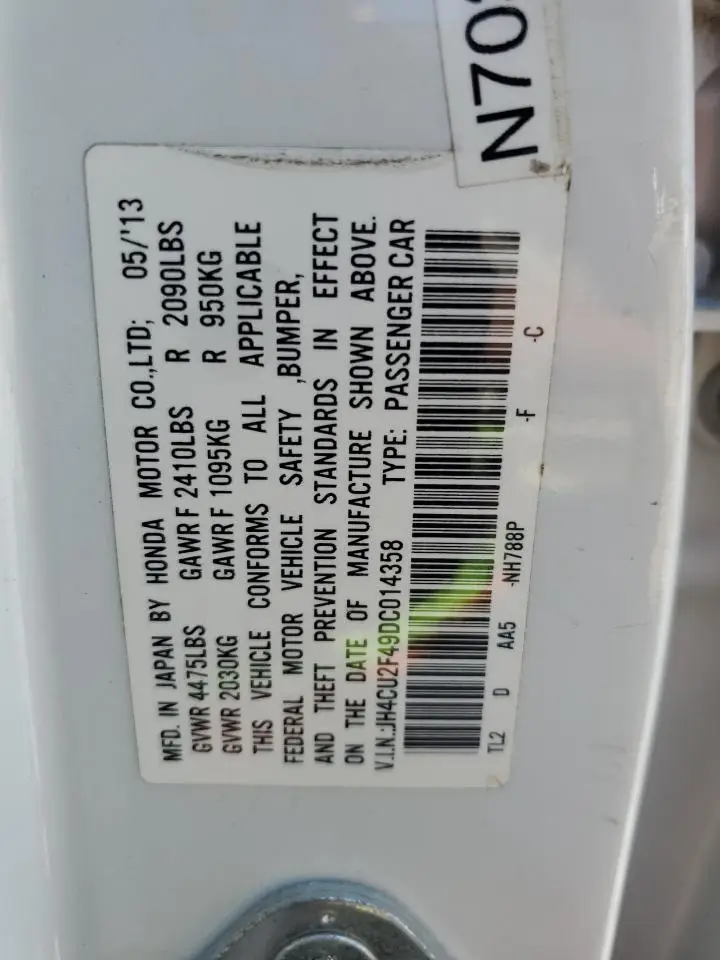 MFD. IN JAPAN BY HONDA MOTOR CO.,LTD; 05/'13
GVWR 4475LBS GAWR F 2410LBS R 2090LBS
GVWR 2030KG GAWR F 1095KG R 950KG
THIS VEHICLE CONFORMS TO ALL APPLICABLE
FEDERAL MOTOR VEHICLE SAFETY ,BUMPER,
AND THEFT PREVENTION STANDARDS IN EFFECT
ON THE DATE OF MANUFACTURE SHOWN ABOVE.
V.I.N.:JH4CU2F49DC014358 TYPE: PASSENGER CAR
TL2 D AA5 -NH788P -F -C